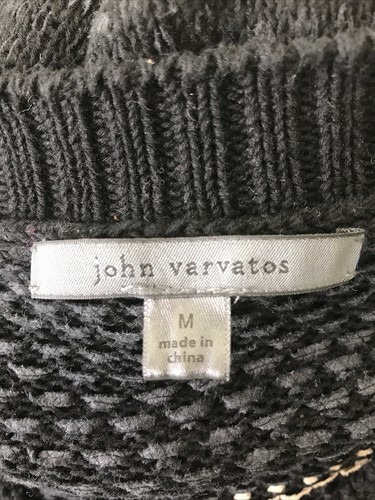 john varvatos
M
made in
china